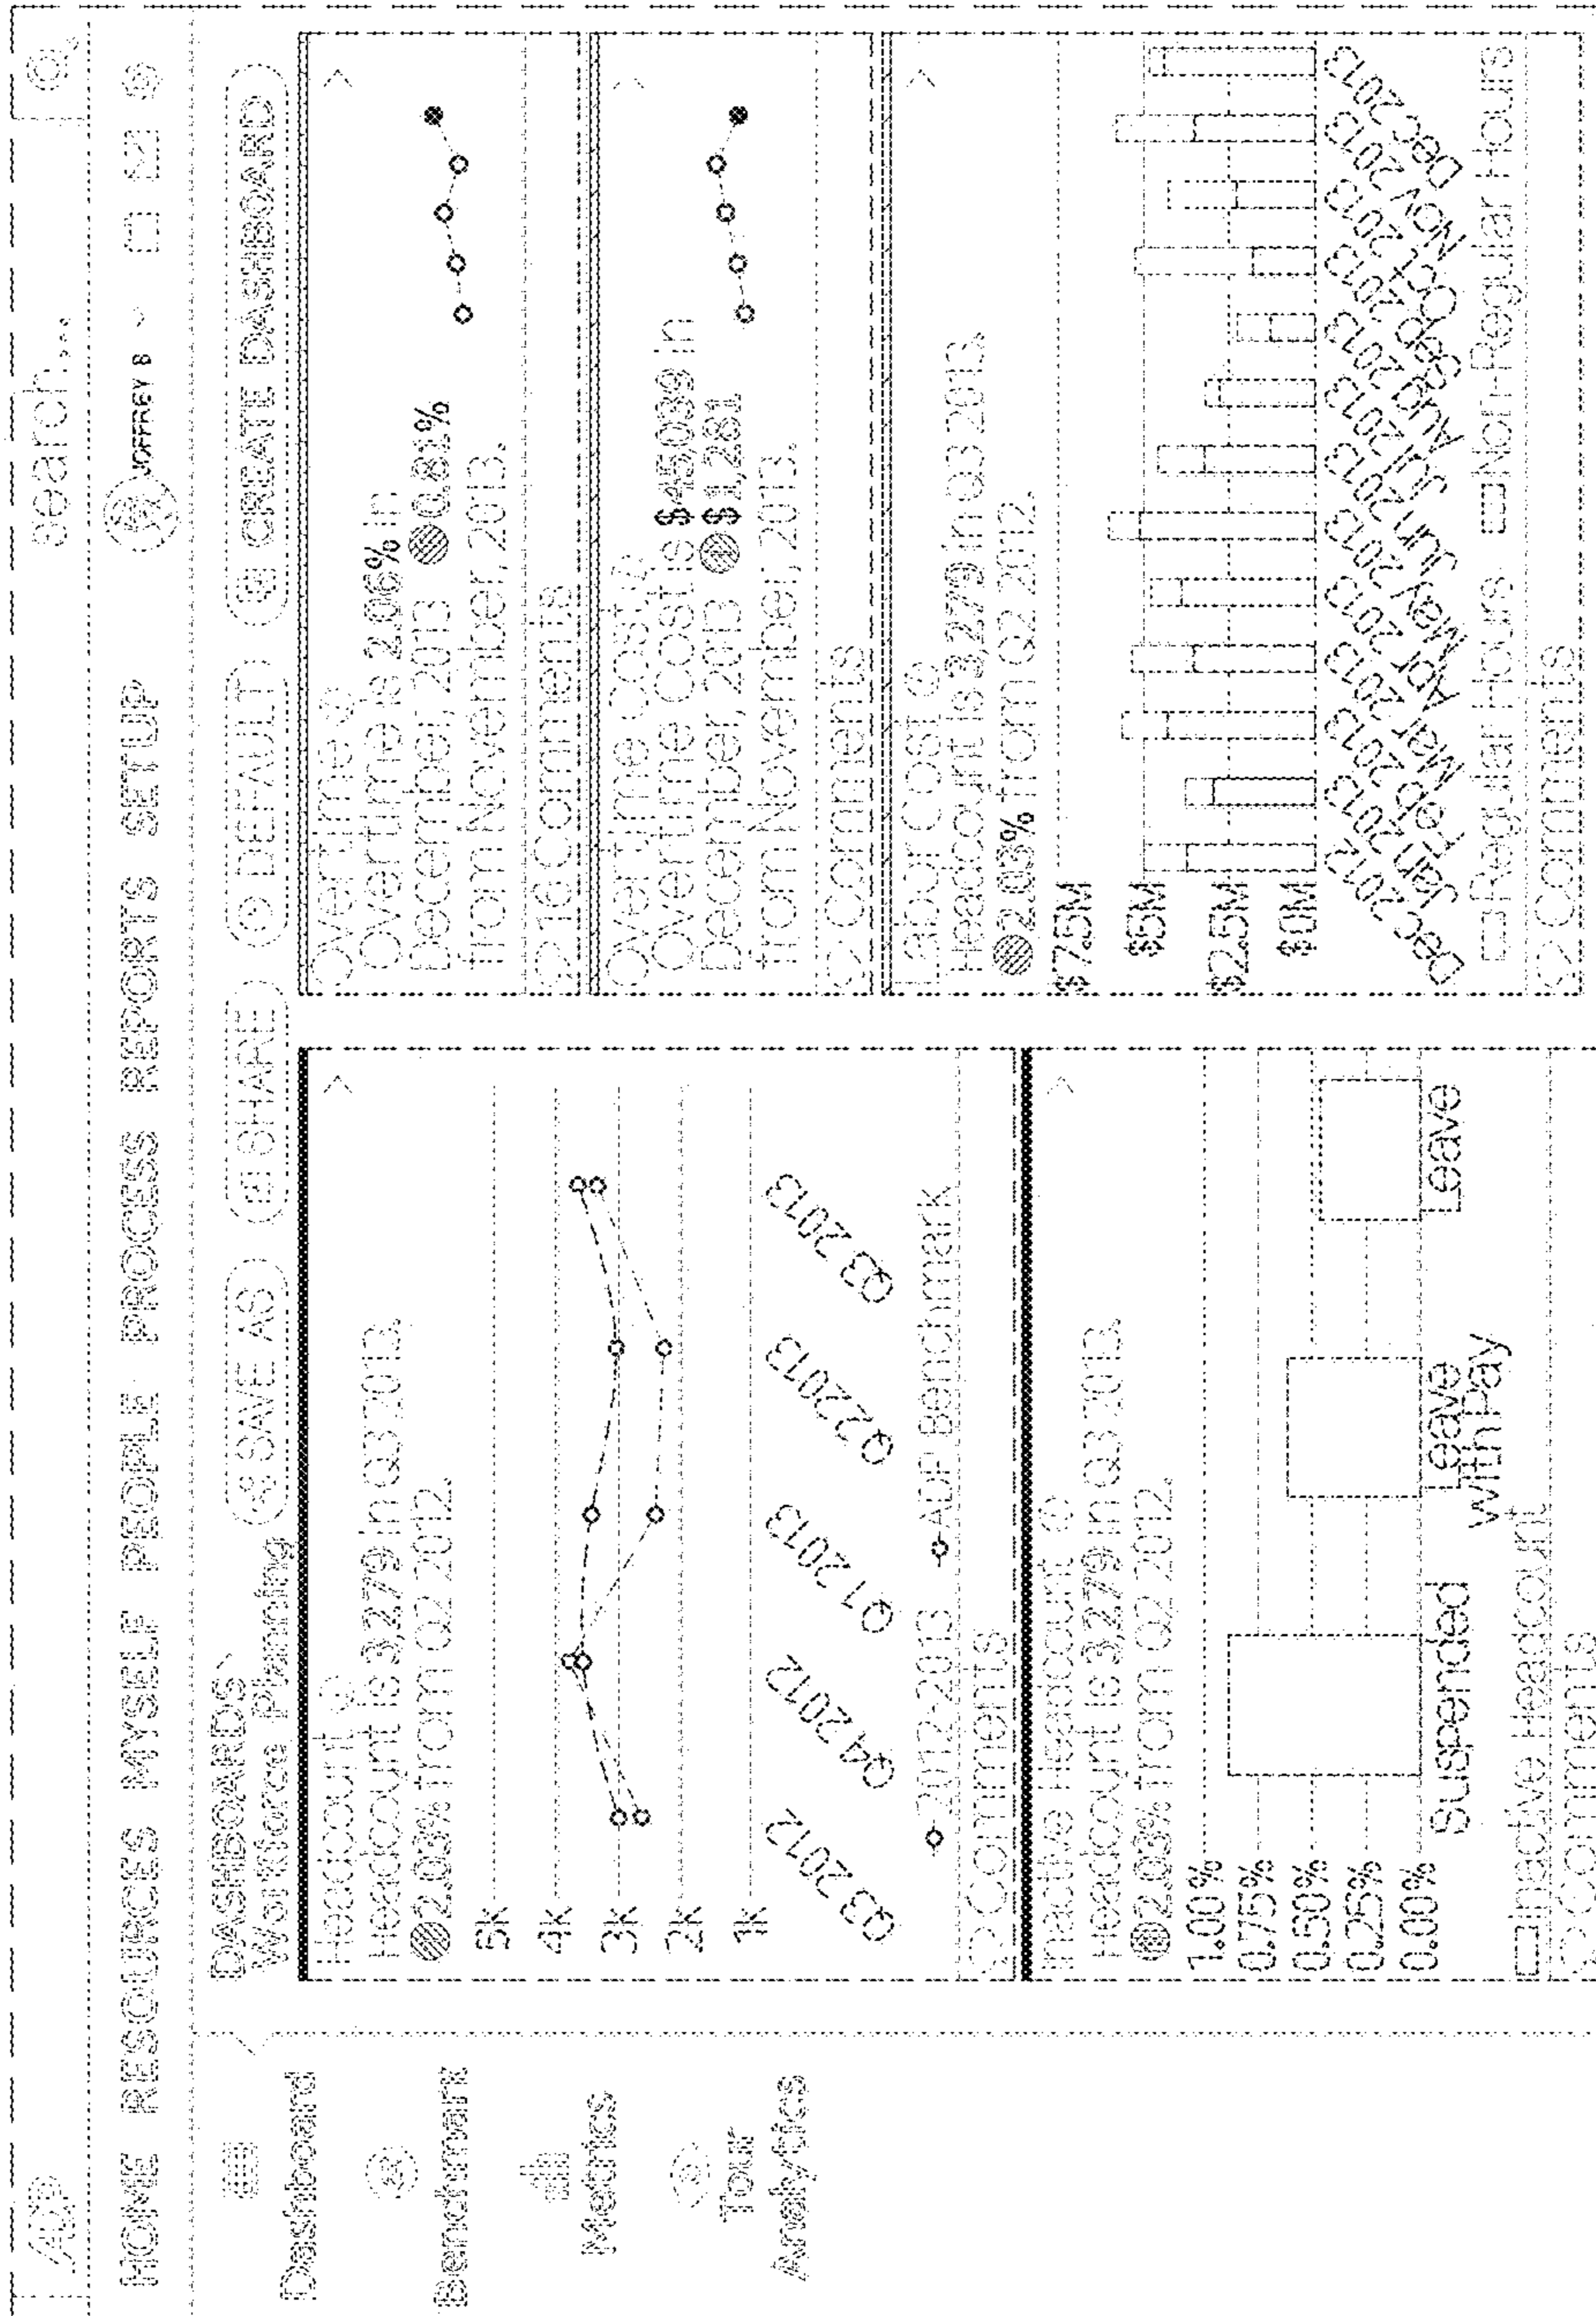 ADP
search...
HOME RESOURCES MYSELF PEOPLE PROCESS REPORTS SETUP
JOFFREY B
Dashboard
Benchmark
Metrics
Tour
Analytics
DASHBOARDS
Workforce Planning
SAVE AS
SHARE
DEFAULT
CREATE DASHBOARD
Headcount
Headcount is 3,279 in Q3 2013.
2.03% from Q2 2012.
5K
4K
3K
2K
1K
Q3 2012
Q4 2012
Q1 2013
Q2 2013
Q3 2013
2012-2013
ADP Benchmark
Comments
Inactive Headcount
Headcount is 3,279 in Q3 2013.
2.03% from Q2 2012.
1.00%
0.75%
0.50%
0.25%
0.00%
Suspended
Leave
with Pay
Leave
Inactive Headcount
Comments
Overtime
Overtime is 2.06% in
December, 2013 0.81%
from November, 2013.
16 Comments
Overtime Cost
Overtime Cost is $45,039 in
December, 2013 $1,281
from November, 2013.
Comments
Labor Cost
Headcount is 3,279 in Q3 2013.
2.03% from Q2 2012.
$7.5M
$5M
$2.5M
$0M
Dec 2012
Jan 2013
Feb 2013
Mar 2013
Apr 2013
May 2013
Jun 2013
Jul 2013
Aug 2013
Sep 2013
Oct 2013
Nov 2013
Dec 2013
Regular Hours
Non-Regular Hours
Comments